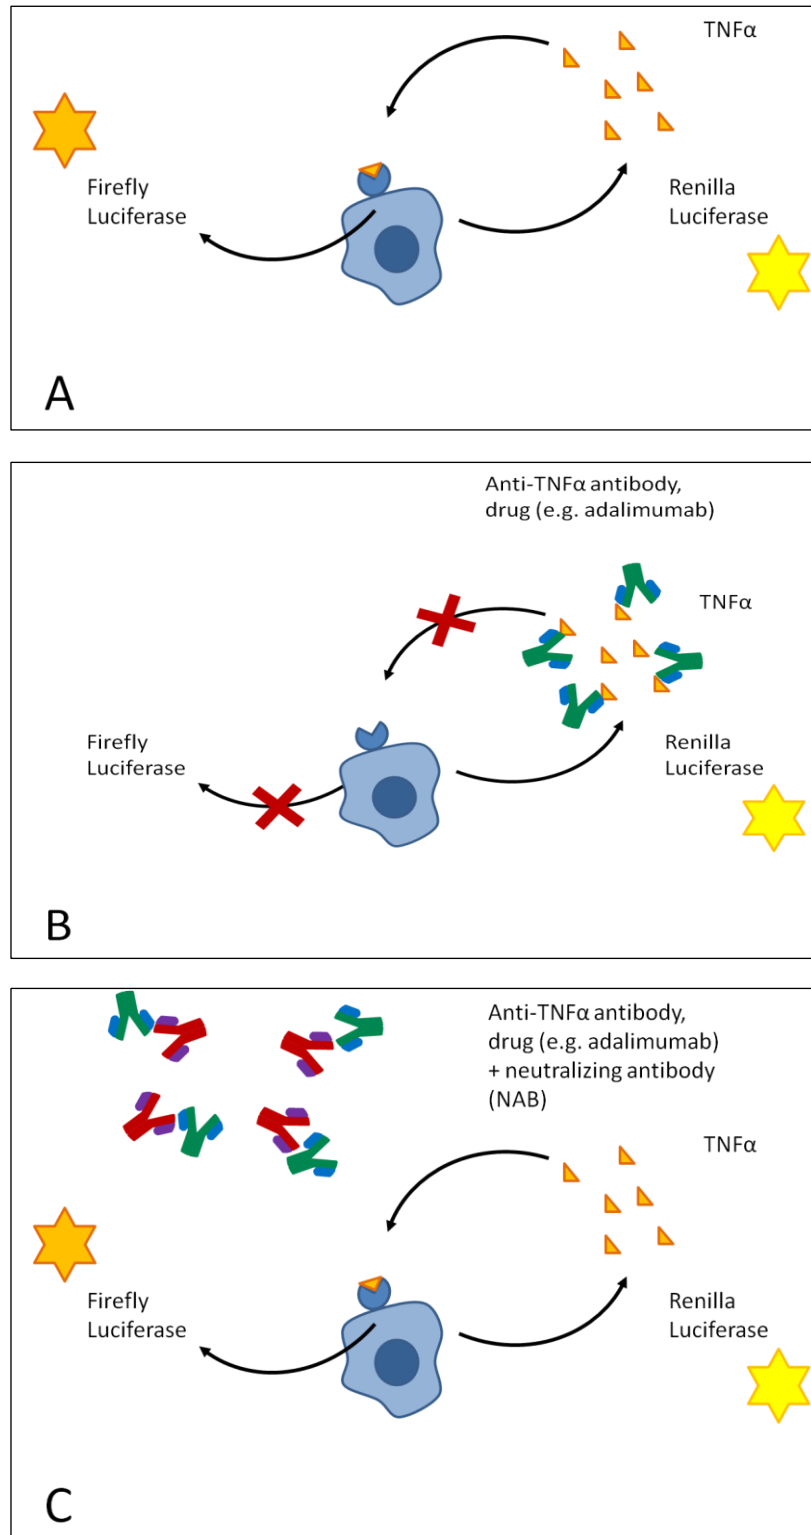 TNFα
Firefly
Luciferase
Renilla
Luciferase
A
Anti-TNFα antibody,
drug (e.g. adalimumab)
TNFα
Firefly
Luciferase
Renilla
Luciferase
B
Anti-TNFα antibody,
drug (e.g. adalimumab)
+ neutralizing antibody
(NAB)
TNFα
Firefly
Luciferase
Renilla
Luciferase
C